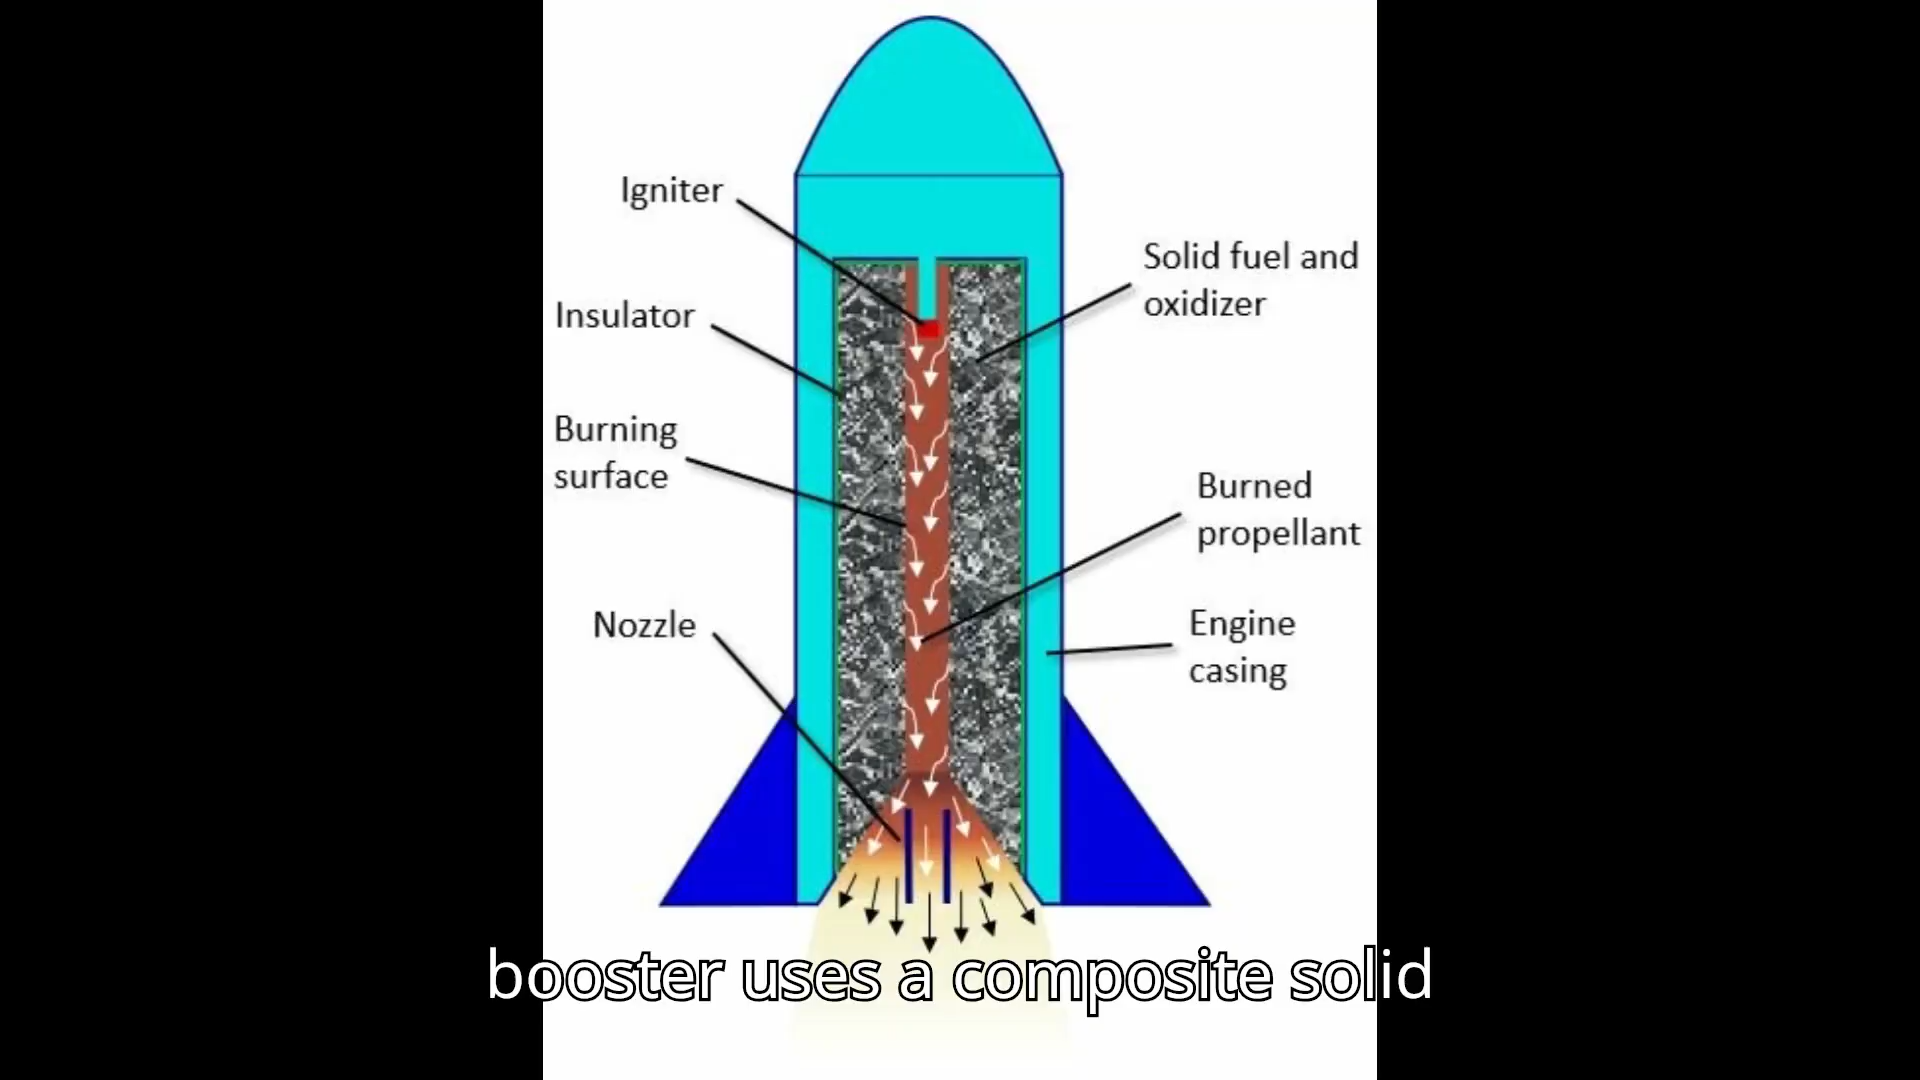 Igniter
Solid fuel and
oxidizer
Insulator
Burning
surface
Burned
propellant
Nozzle
Engine
casing
booster uses a composite solid